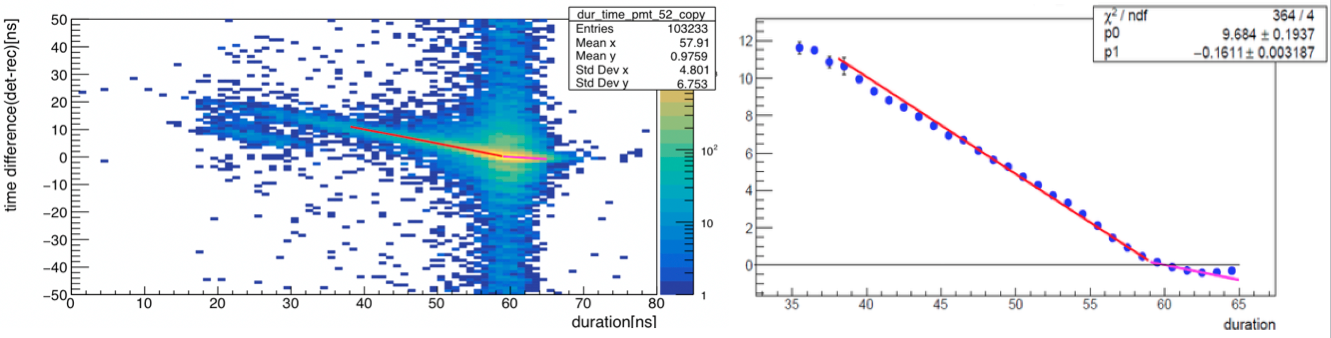 dur_time_pmt_52_copy
Entries 103233
Mean x 57.91
Mean y 0.9759
Std Dev x 4.801
Std Dev y 6.753
time difference(det-rec)[ns]
50
40
30
20
10
0
−10
−20
−30
−40
−50
0 10 20 30 40 50 60 70 80
duration[ns]
10²
10
1
χ² / ndf 364 / 4
p0 9.684 ± 0.1937
p1 −0.1611 ± 0.003187
12
10
8
6
4
2
0
35 40 45 50 55 60 65
duration